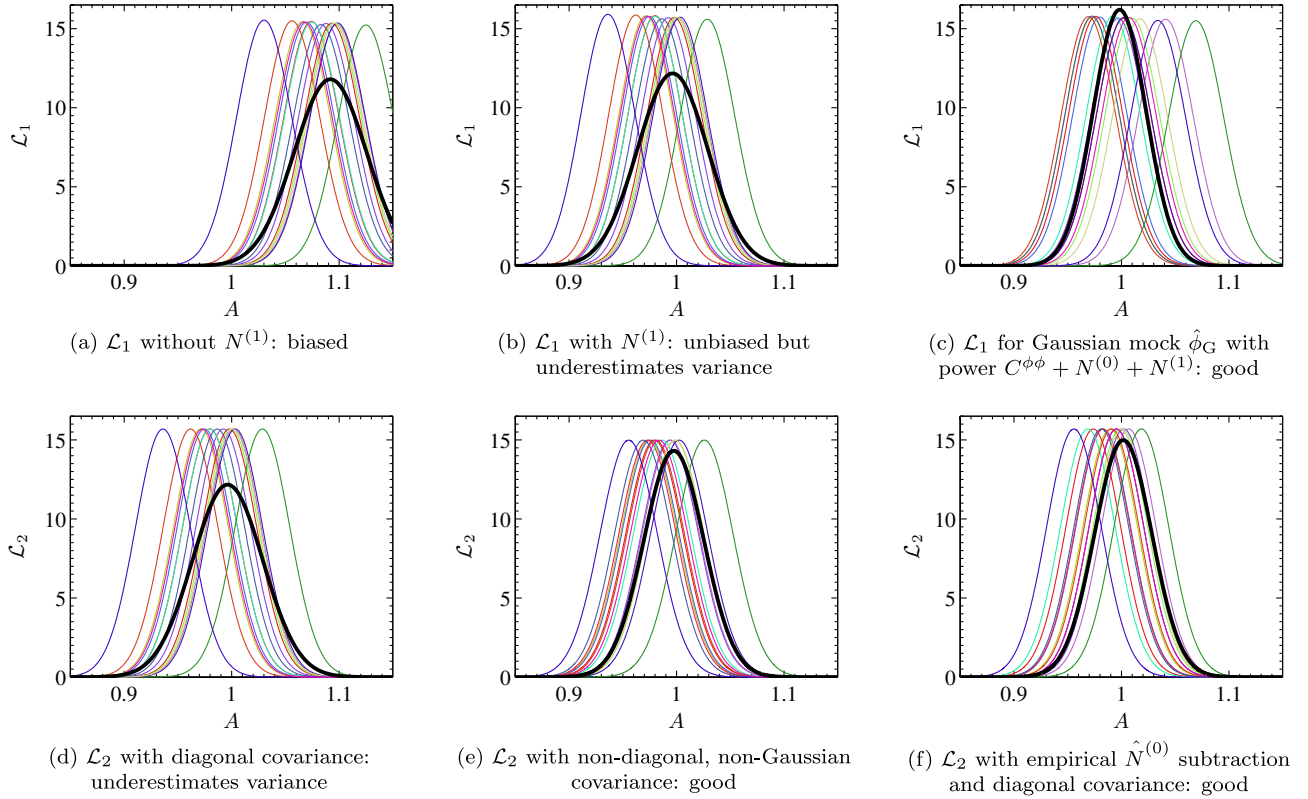 15
10
5
0
0.9
1
1.1
ℒ₁
A
(a) ℒ₁ without N⁽¹⁾: biased
15
10
5
0
0.9
1
1.1
ℒ₁
A
(b) ℒ₁ with N⁽¹⁾: unbiased but
underestimates variance
15
10
5
0
0.9
1
1.1
ℒ₁
A
(c) ℒ₁ for Gaussian mock ϕ̂_G with
power C^ϕϕ + N⁽⁰⁾ + N⁽¹⁾: good
15
10
5
0
0.9
1
1.1
ℒ₂
A
(d) ℒ₂ with diagonal covariance:
underestimates variance
15
10
5
0
0.9
1
1.1
ℒ₂
A
(e) ℒ₂ with non-diagonal, non-Gaussian
covariance: good
15
10
5
0
0.9
1
1.1
ℒ₂
A
(f) ℒ₂ with empirical N̂⁽⁰⁾ subtraction
and diagonal covariance: good